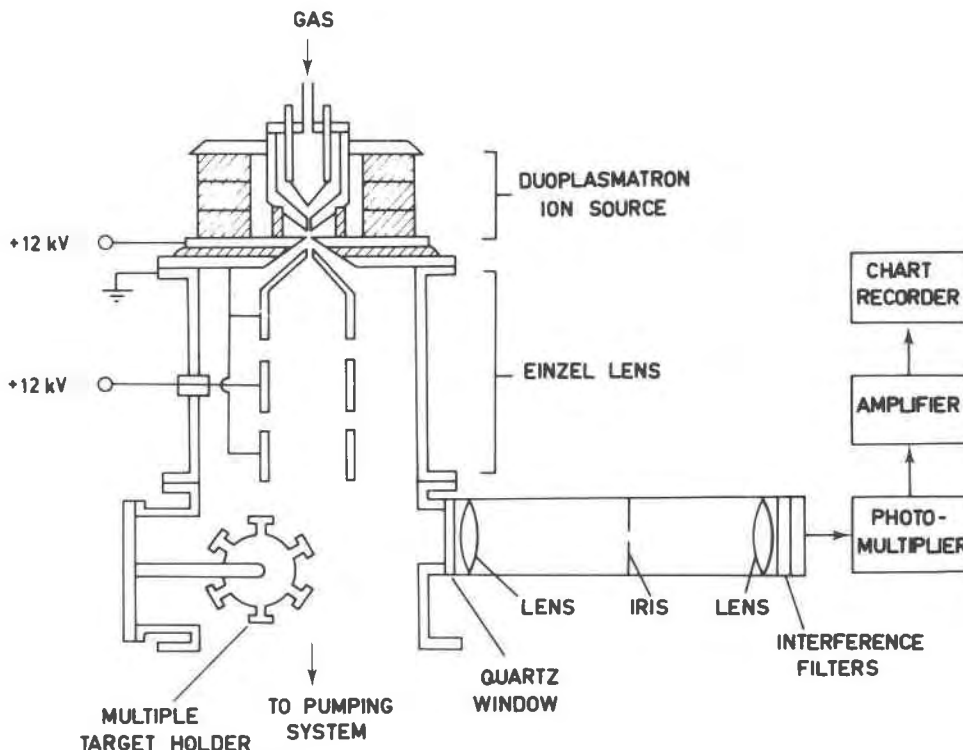 GAS
DUOPLASMATRON
ION SOURCE
+12 kV
CHART
RECORDER
EINZEL LENS
+12 kV
AMPLIFIER
PHOTO-
MULTIPLIER
LENS
IRIS
LENS
INTERFERENCE
FILTERS
QUARTZ
WINDOW
MULTIPLE
TARGET HOLDER
TO PUMPING
SYSTEM